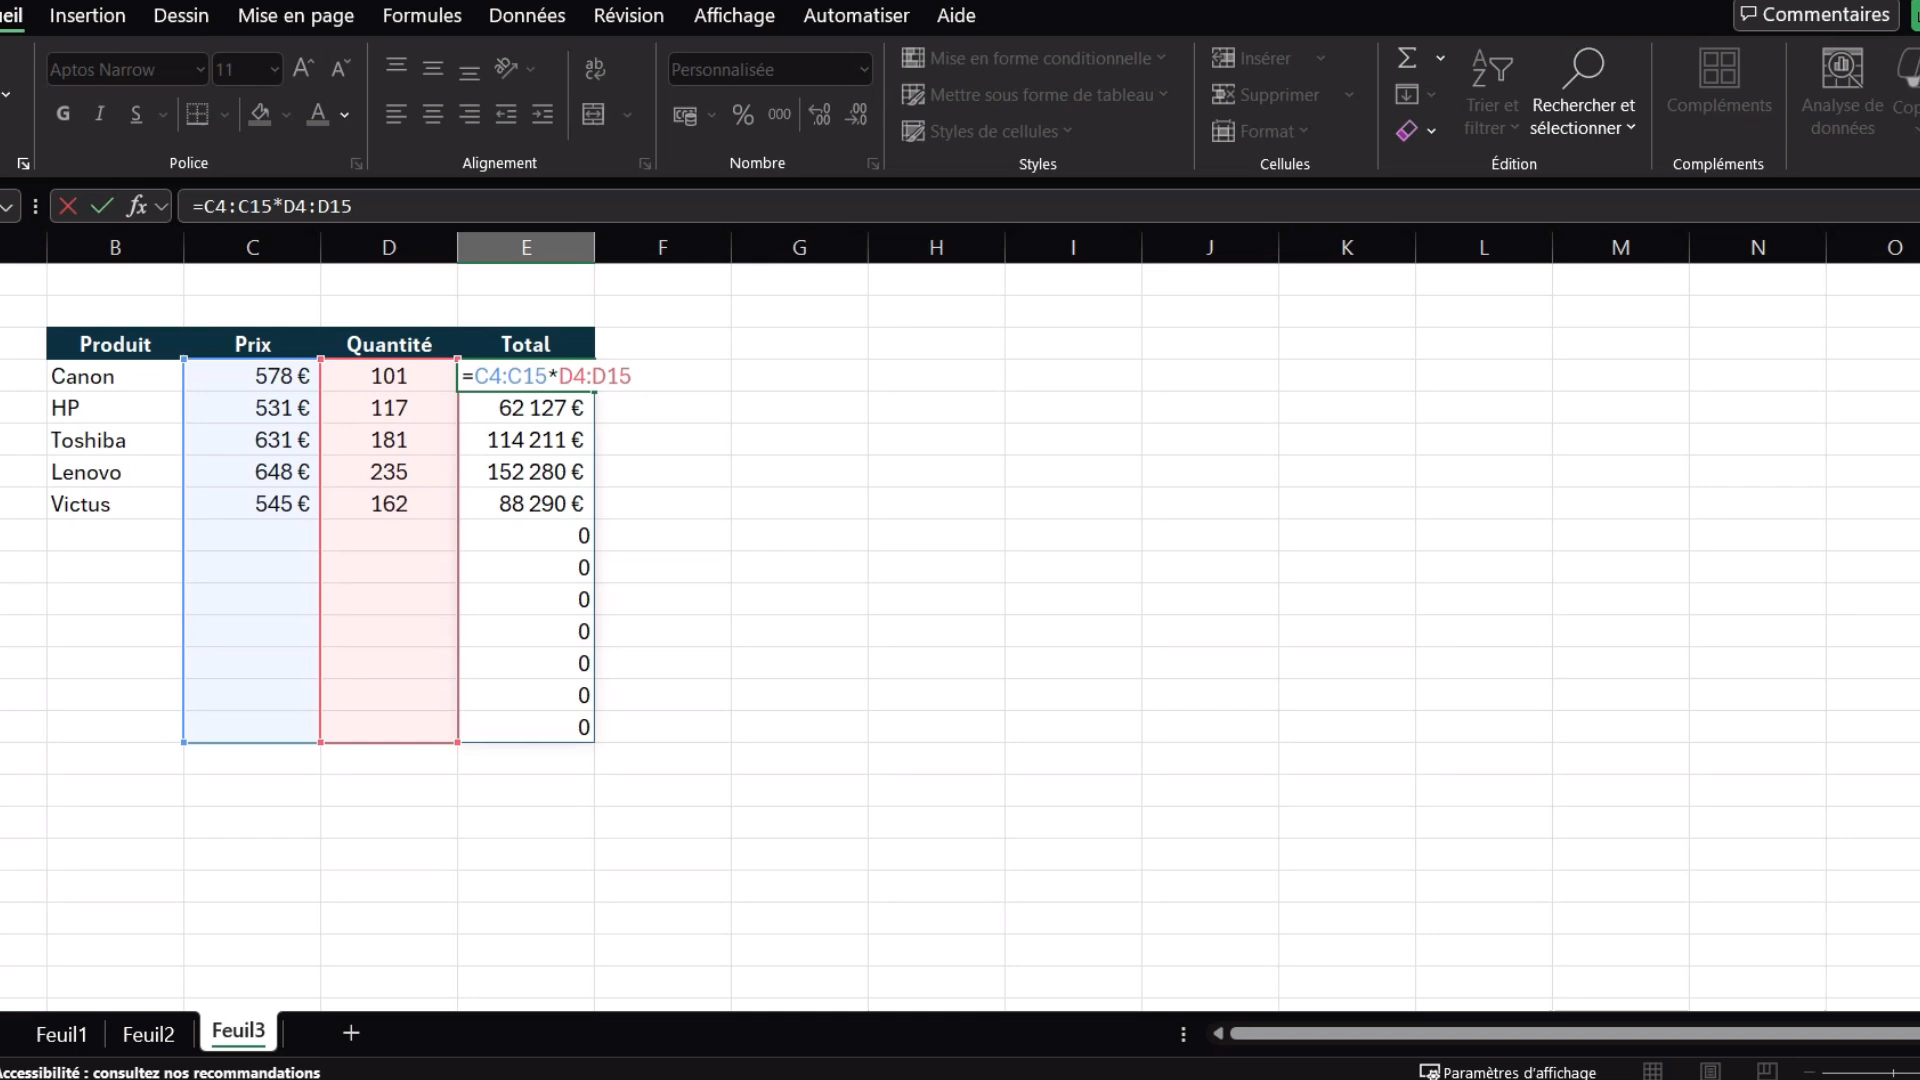 Insertion Dessin Mise en page Formules Données Révision Affichage Automatiser Aide Commentaires
Aptos Narrow 11 Personnalisée Mise en forme conditionnelle Insérer Σ
Mettre sous forme de tableau Supprimer Trier et filtrer Rechercher et sélectionner Compléments Analyse de données
G I S A % 000 Styles de cellules Format
Police Alignement Nombre Styles Cellules Édition Compléments
fx =C4:C15*D4:D15
B C D E F G H I J K L M N O
Produit Prix Quantité Total
Canon 578 € 101 =C4:C15*D4:D15
HP 531 € 117 62 127 €
Toshiba 631 € 181 114 211 €
Lenovo 648 € 235 152 280 €
Victus 545 € 162 88 290 €
0
0
0
0
0
0
0
Feuil1 Feuil2 Feuil3 +
Accessibilité : consultez nos recommandations Paramètres d'affichage